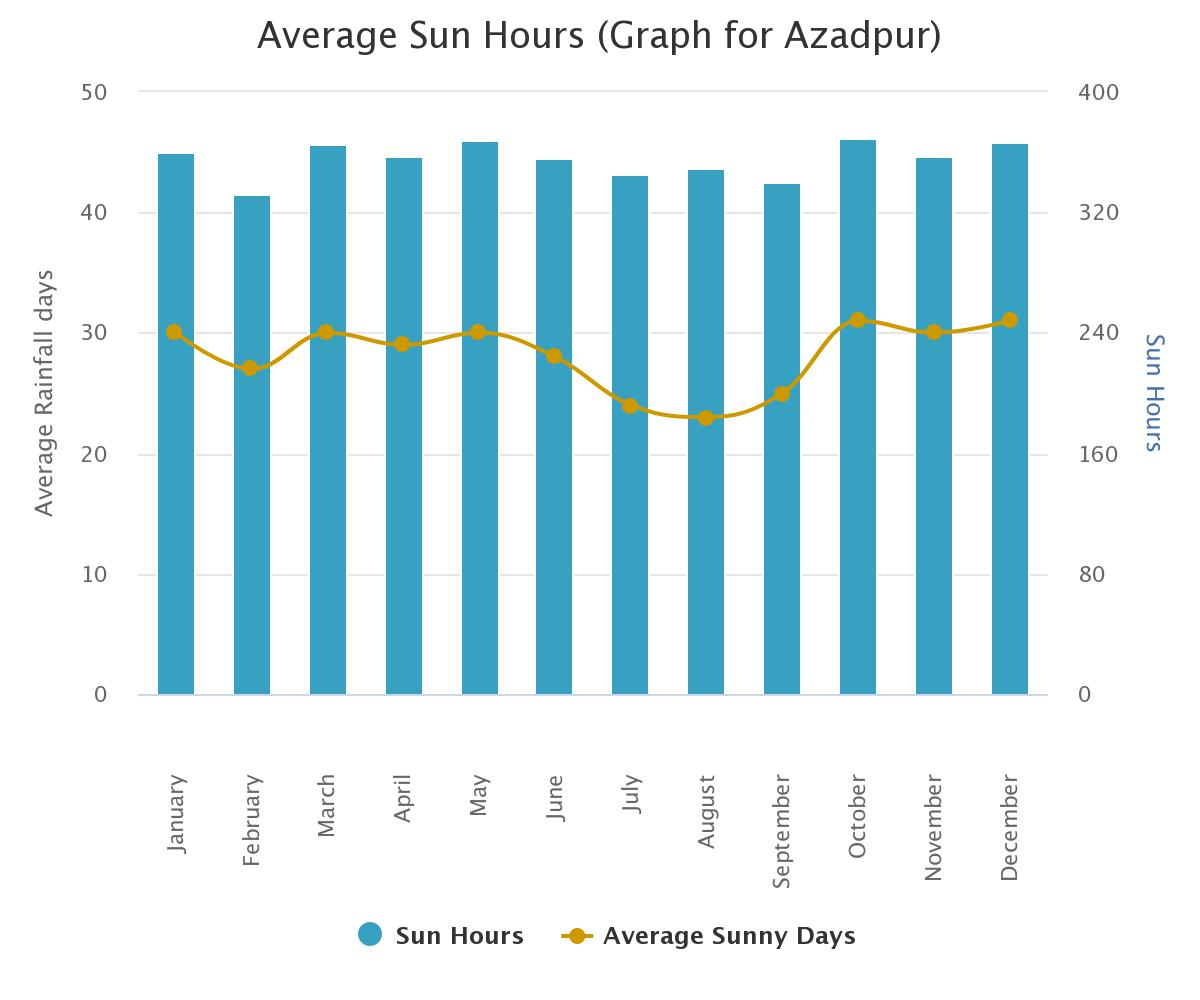 Average Sun Hours (Graph for Azadpur)
50
40
30
20
10
0
Average Rainfall days
400
320
240
160
80
0
Sun Hours
January
February
March
April
May
June
July
August
September
October
November
December
Sun Hours
Average Sunny Days